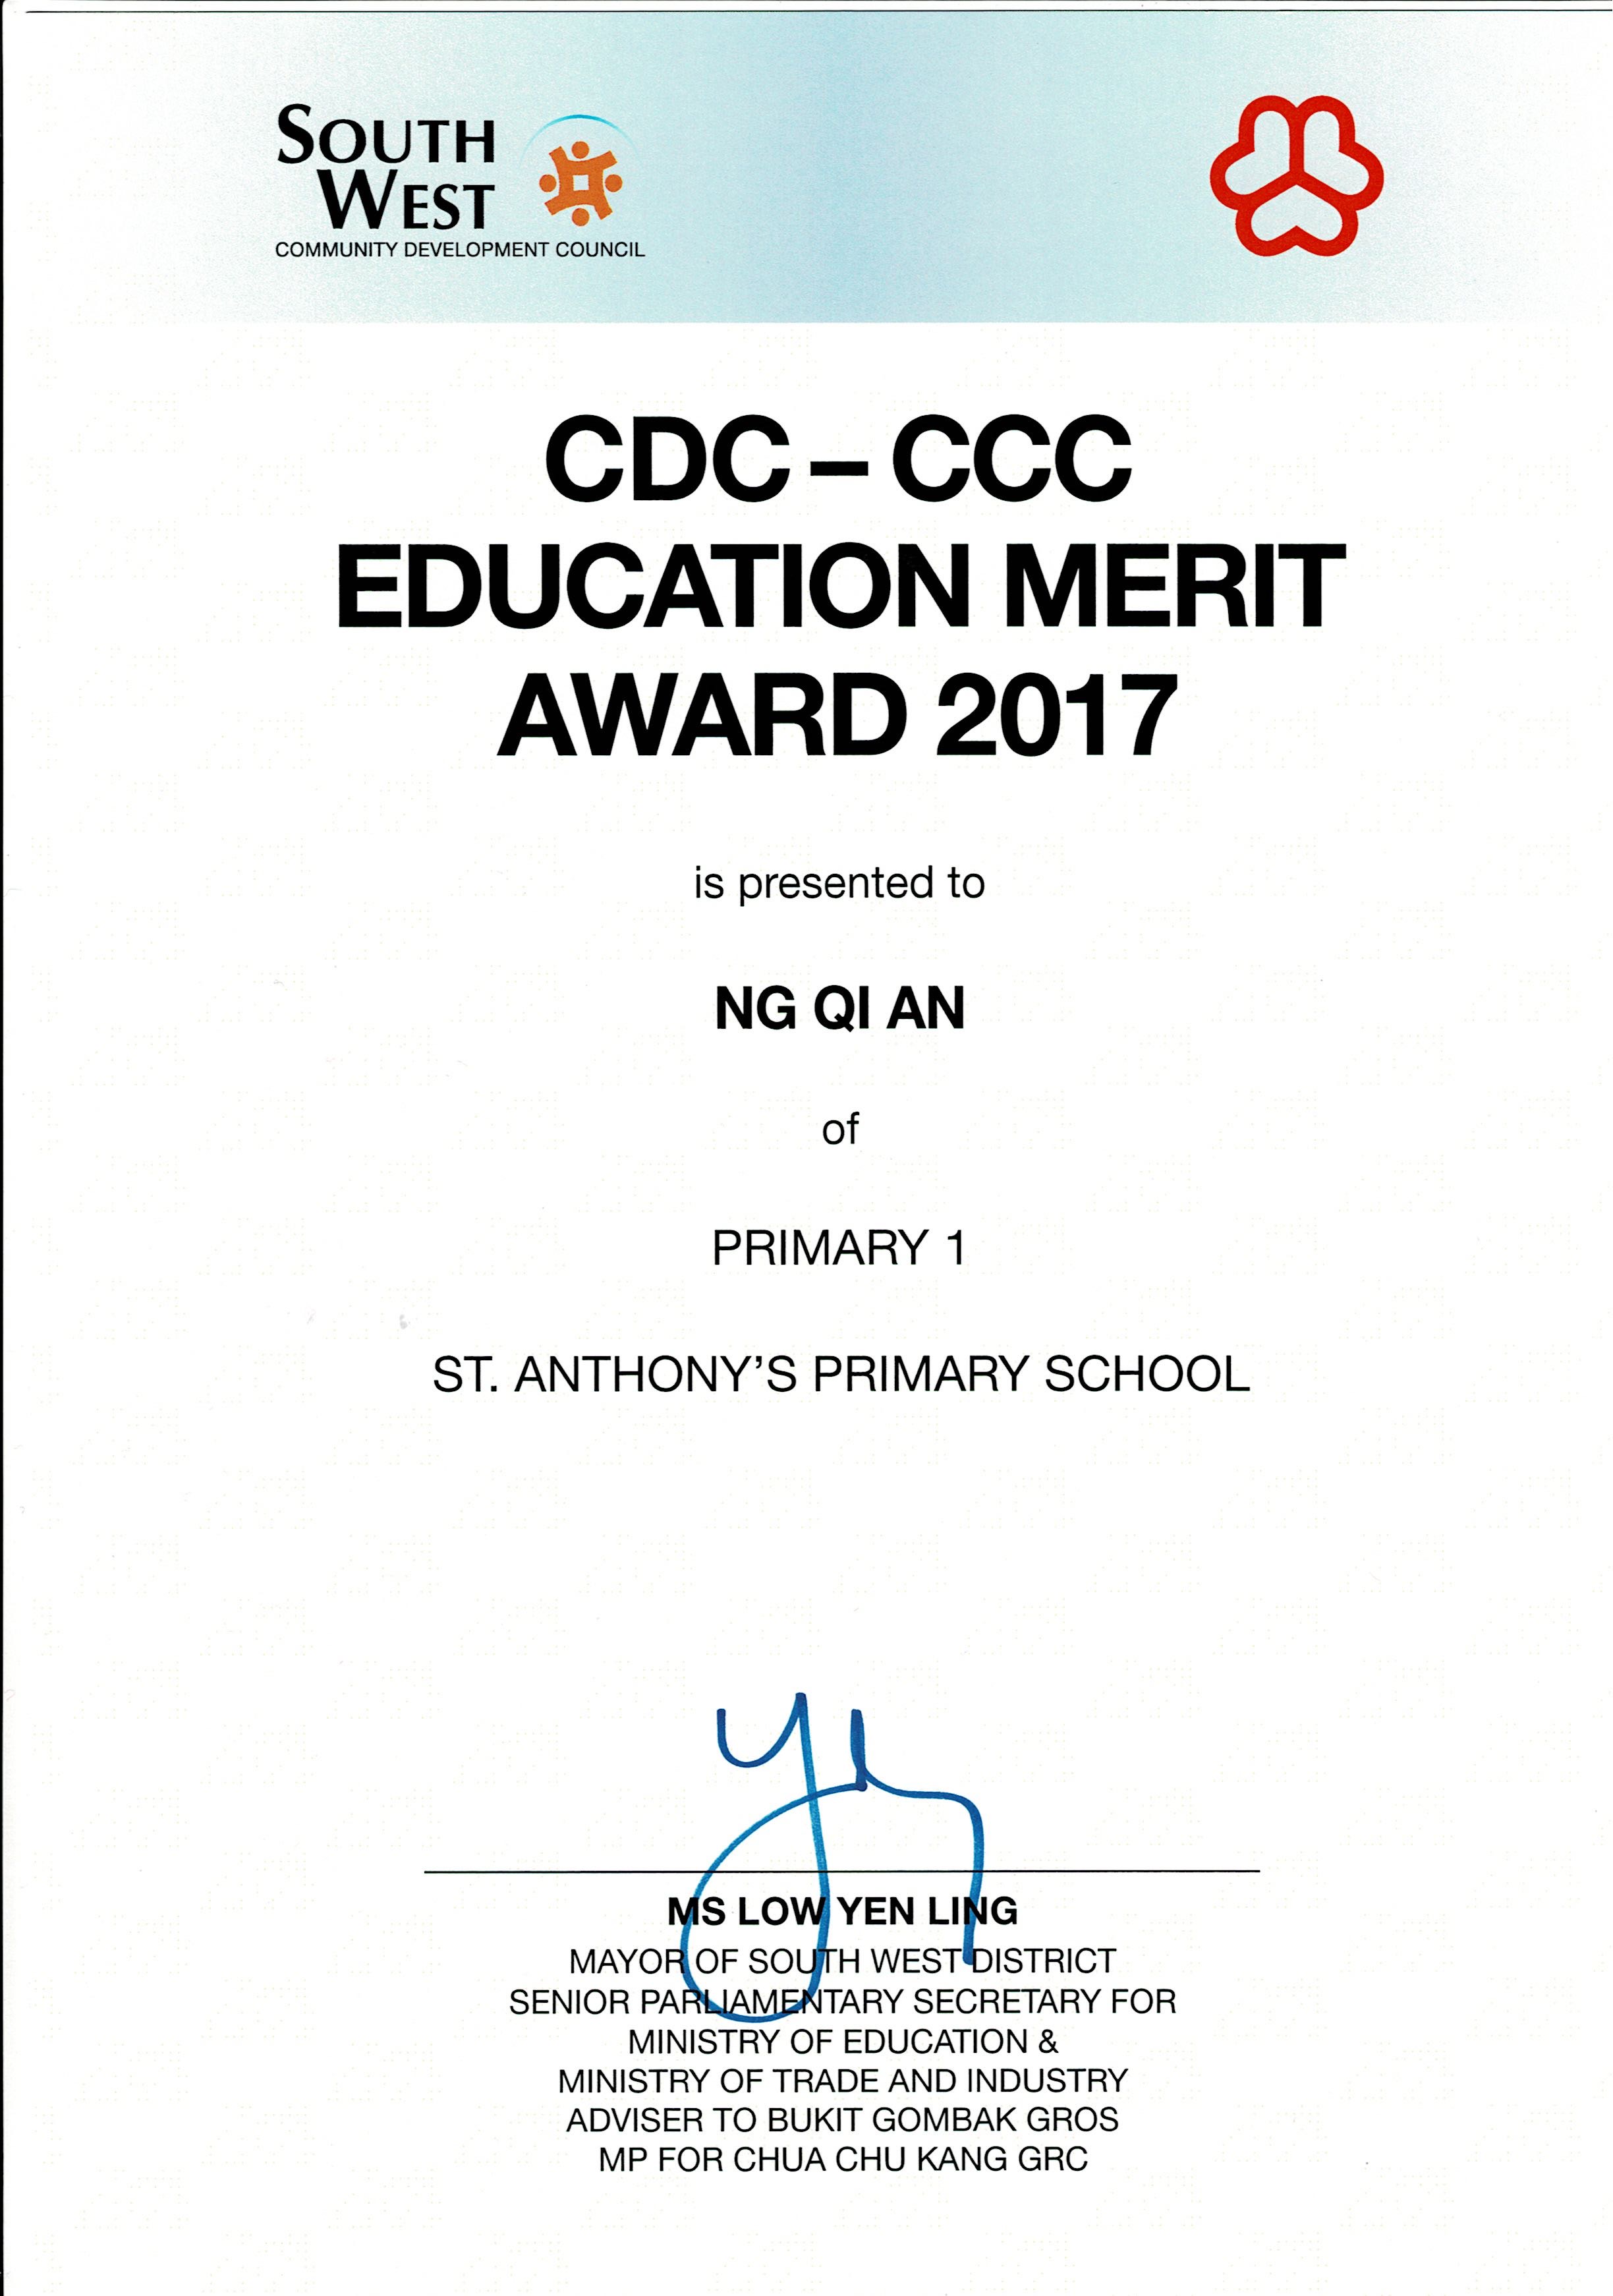 SOUTH
WEST
COMMUNITY DEVELOPMENT COUNCIL
CDC – CCC
EDUCATION MERIT
AWARD 2017
is presented to
NG QI AN
of
PRIMARY 1
ST. ANTHONY'S PRIMARY SCHOOL
MS LOW YEN LING
MAYOR OF SOUTH WEST DISTRICT
SENIOR PARLIAMENTARY SECRETARY FOR
MINISTRY OF EDUCATION &
MINISTRY OF TRADE AND INDUSTRY
ADVISER TO BUKIT GOMBAK GROS
MP FOR CHUA CHU KANG GRC